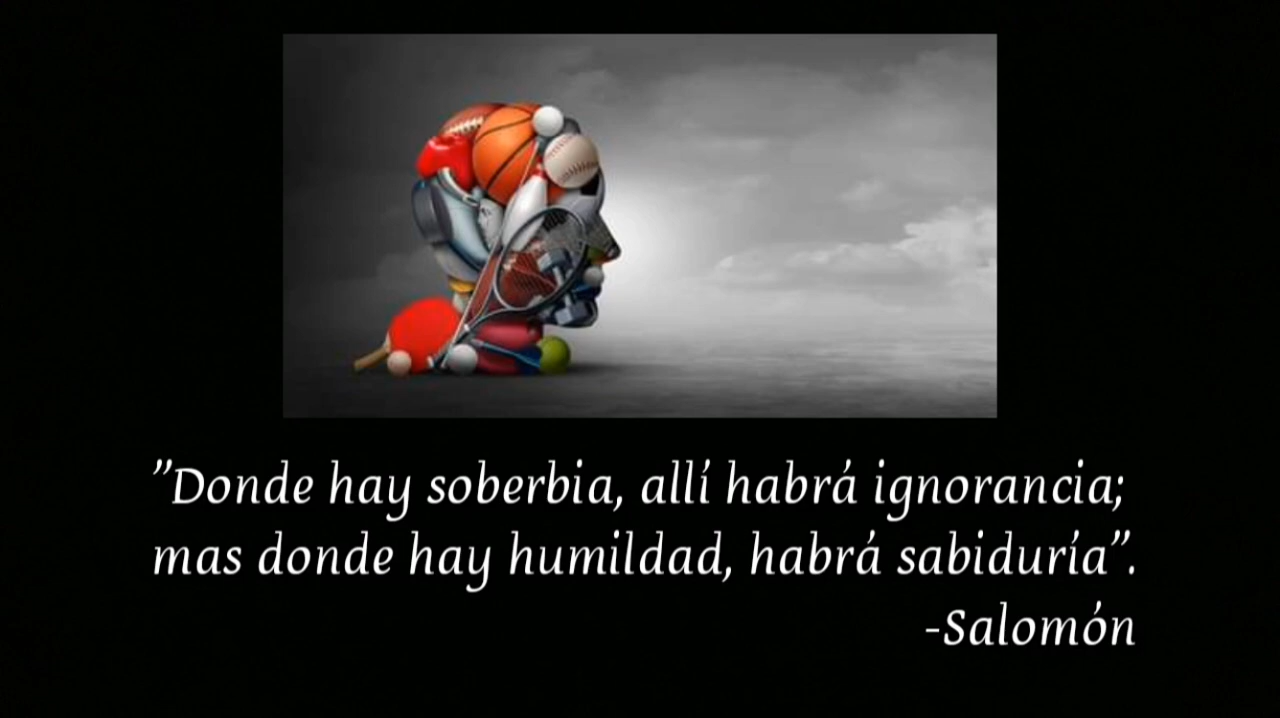 ”Donde hay soberbia, allí habrá ignorancia;
mas donde hay humildad, habrá sabiduría”.
-Salomón